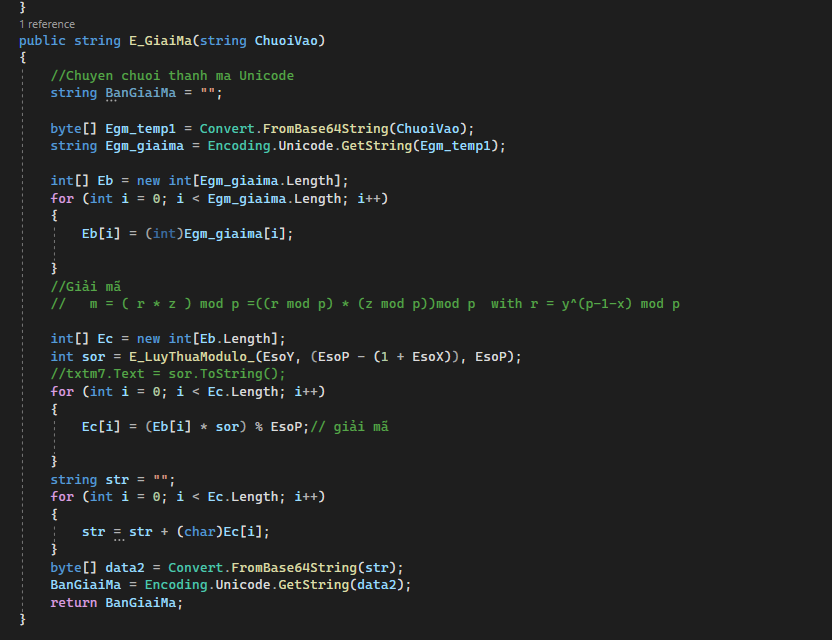 }
1 reference
public string E_GiaiMa(string ChuoiVao)
{
//Chuyen chuoi thanh ma Unicode
string BanGiaiMa = "";
byte[] Egm_temp1 = Convert.FromBase64String(ChuoiVao);
string Egm_giaima = Encoding.Unicode.GetString(Egm_temp1);
int[] Eb = new int[Egm_giaima.Length];
for (int i = 0; i < Egm_giaima.Length; i++)
{
Eb[i] = (int)Egm_giaima[i];
}
//Giải mã
//   m = ( r * z ) mod p =((r mod p) * (z mod p))mod p  with r = y^(p-1-x) mod p
int[] Ec = new int[Eb.Length];
int sor = E_LuyThuaModulo_(EsoY, (EsoP - (1 + EsoX)), EsoP);
//txtm7.Text = sor.ToString();
for (int i = 0; i < Ec.Length; i++)
{
Ec[i] = (Eb[i] * sor) % EsoP;// giải mã
}
string str = "";
for (int i = 0; i < Ec.Length; i++)
{
str = str + (char)Ec[i];
}
byte[] data2 = Convert.FromBase64String(str);
BanGiaiMa = Encoding.Unicode.GetString(data2);
return BanGiaiMa;
}